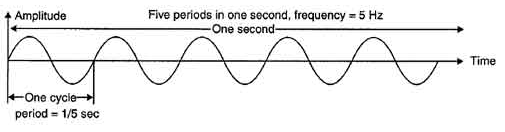 Amplitude
Five periods in one second, frequency = 5 Hz
One second
Time
One cycle
period = 1/5 sec